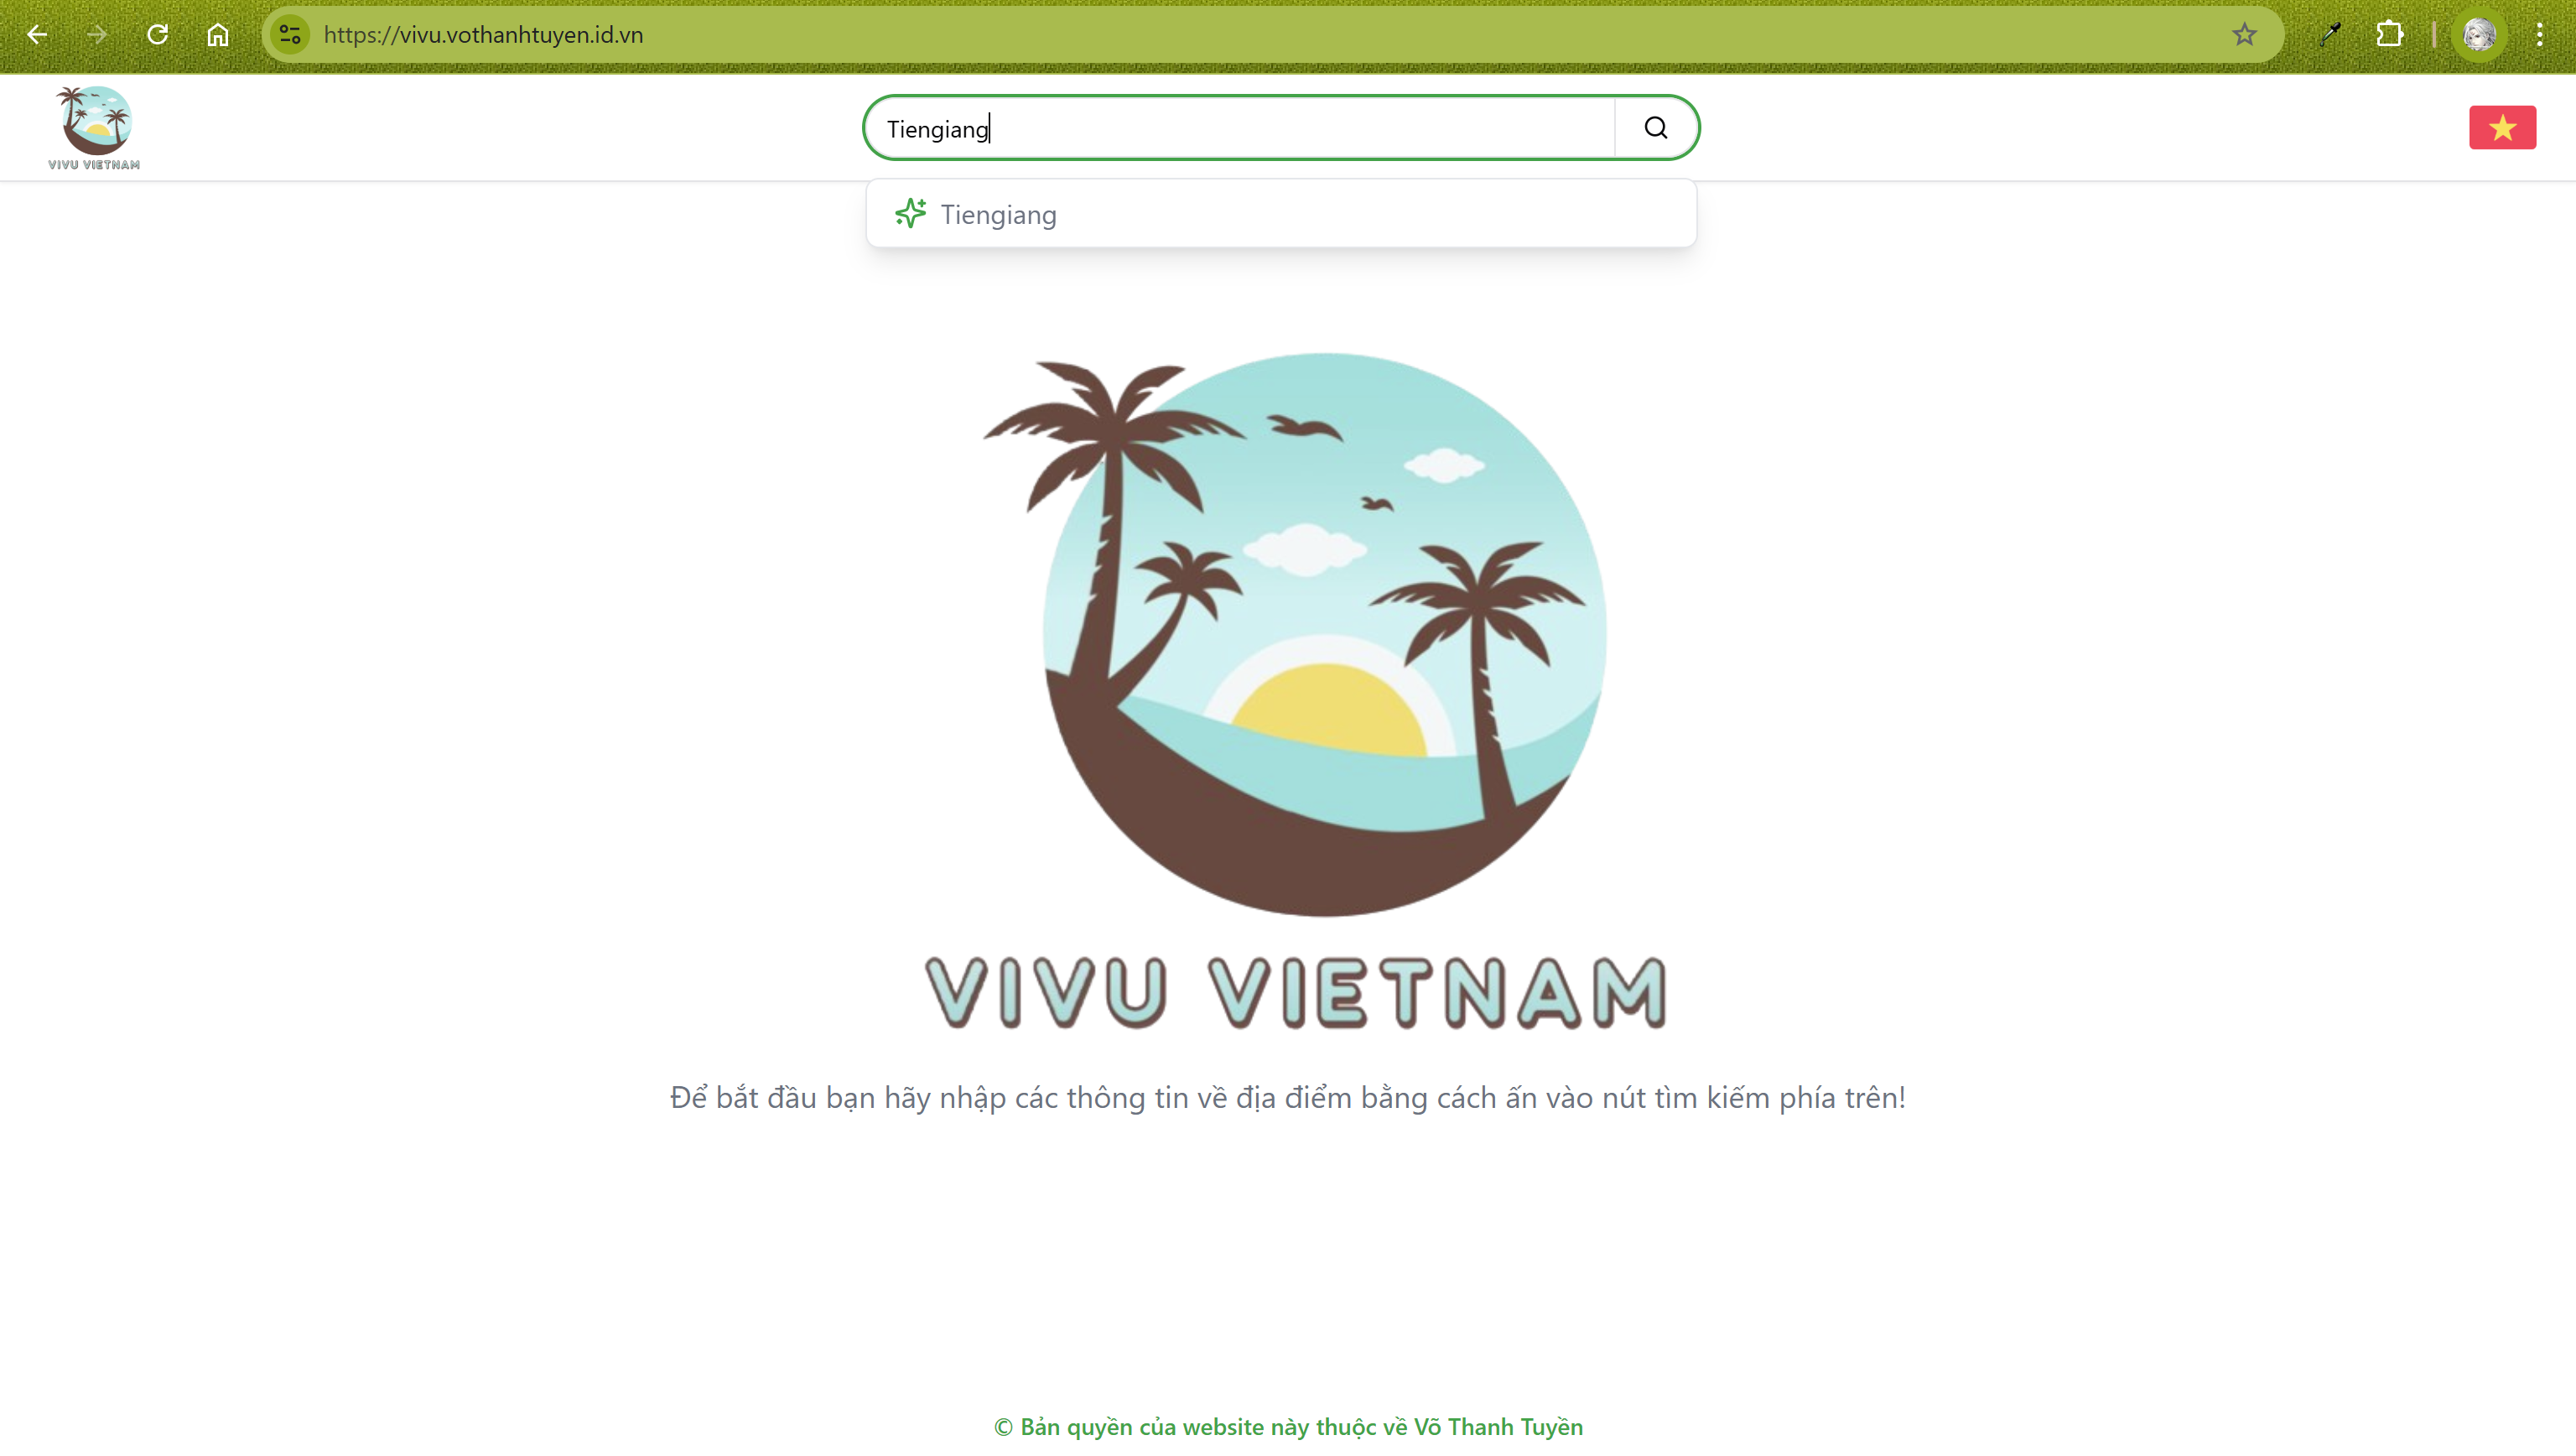 https://vivu.vothanhtuyen.id.vn
VIVU VIETNAM
Tiengiang
Tiengiang
VIVU VIETNAM
Để bắt đầu bạn hãy nhập các thông tin về địa điểm bằng cách ấn vào nút tìm kiếm phía trên!
© Bản quyền của website này thuộc về Võ Thanh Tuyền